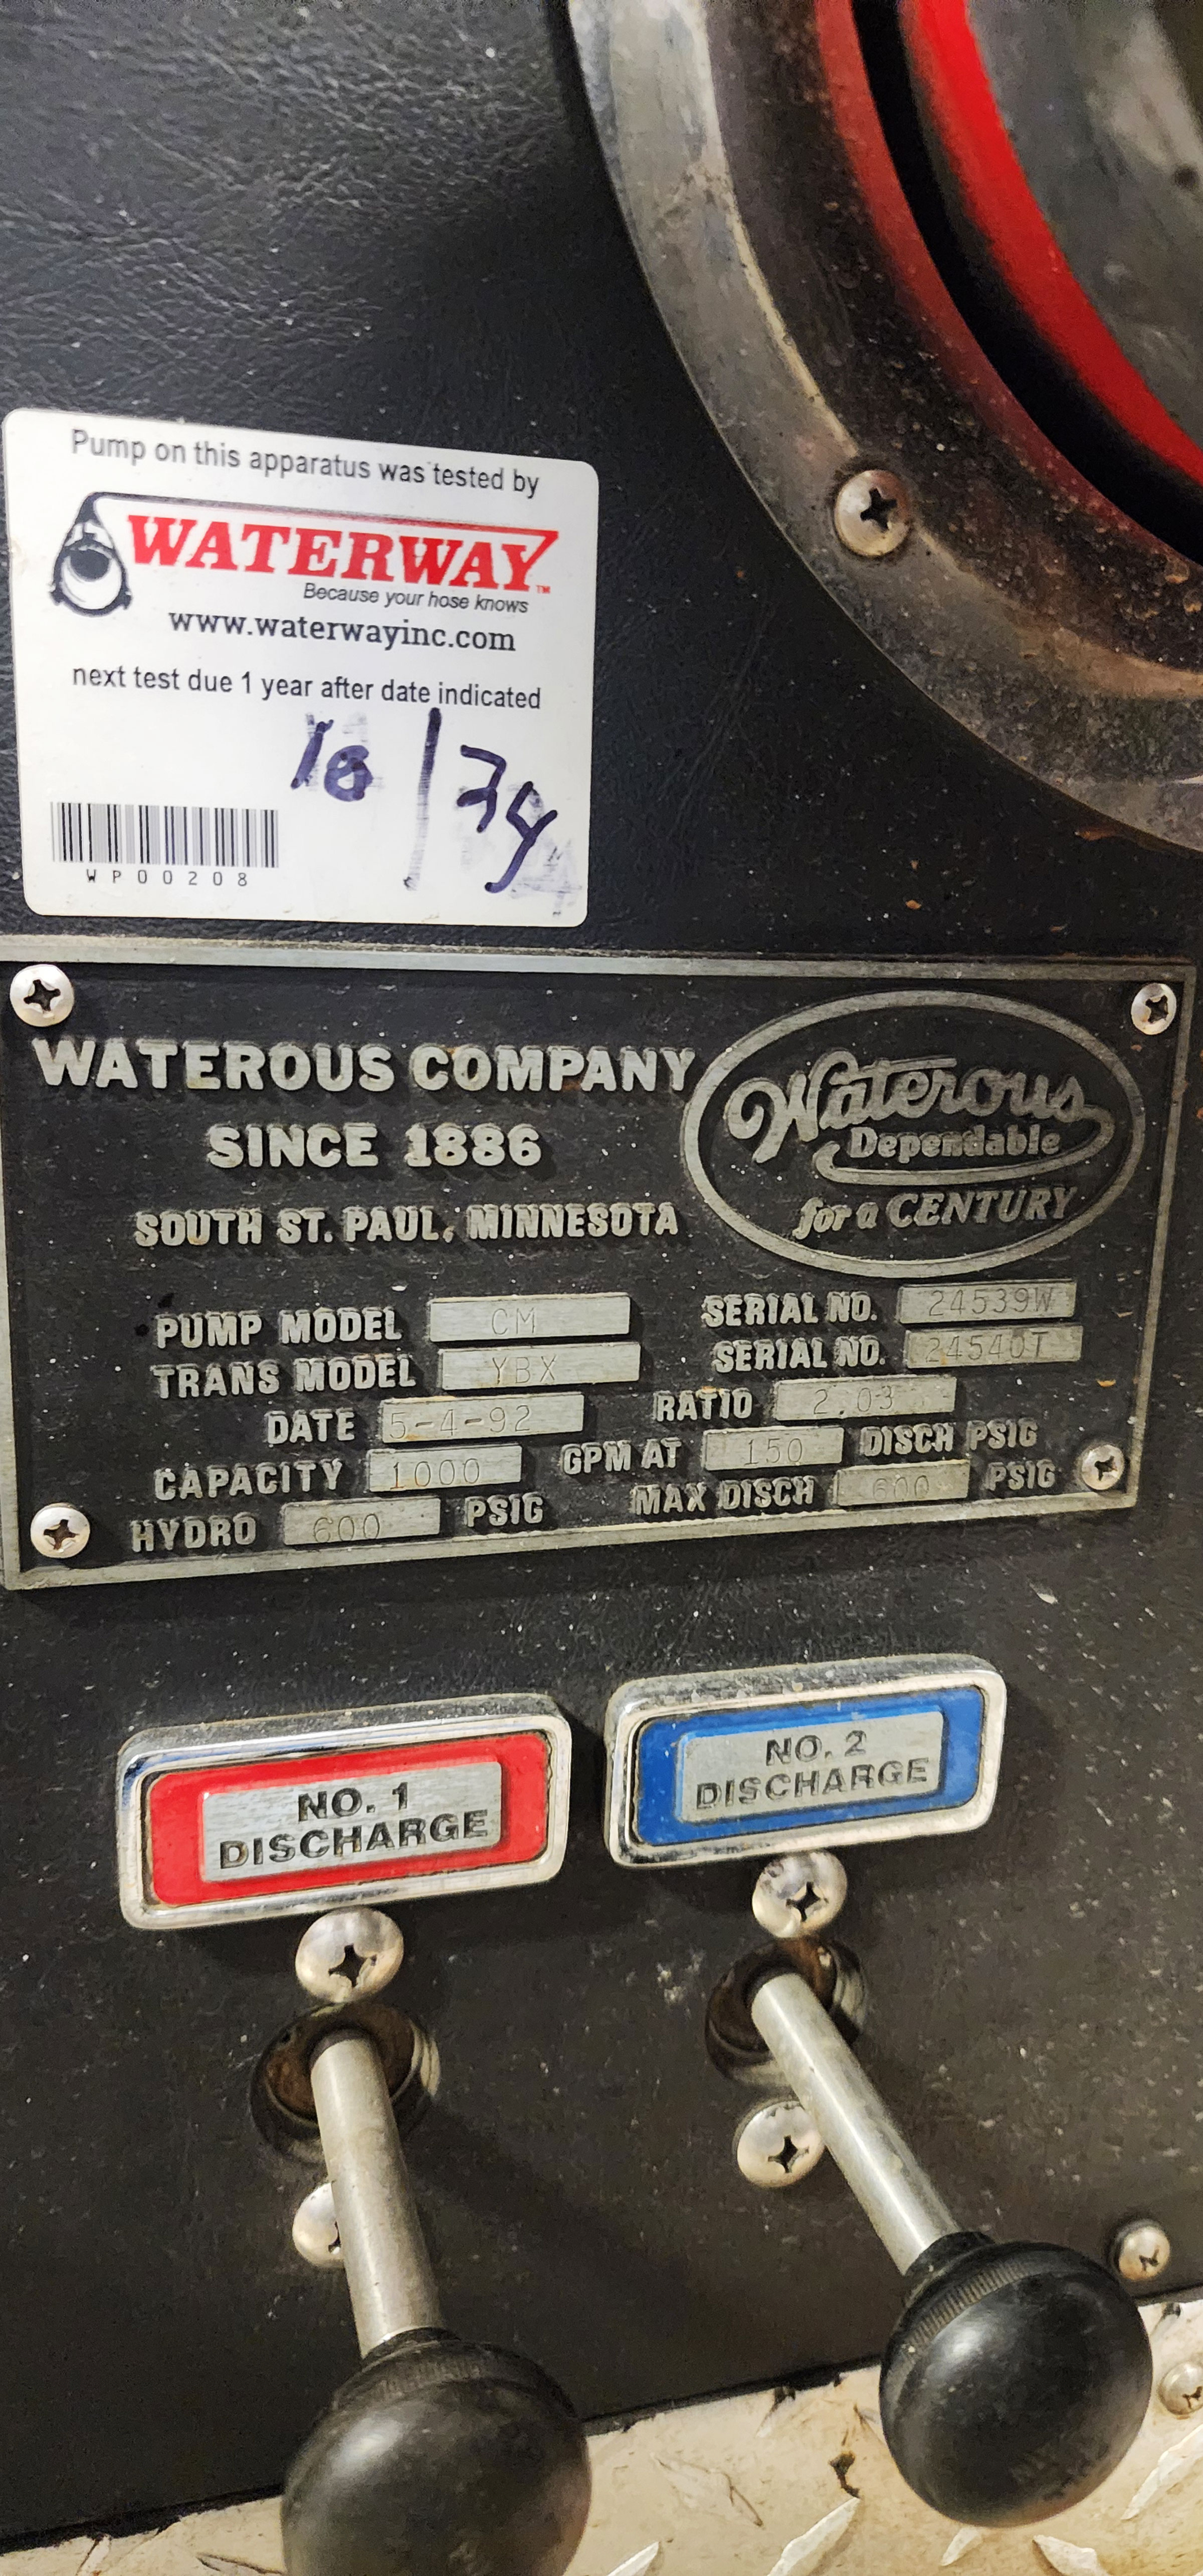 Pump on this apparatus was tested by
WATERWAY™
Because your hose knows
www.waterwayinc.com
next test due 1 year after date indicated
WP00208
WATEROUS COMPANY
SINCE 1886
SOUTH ST. PAUL, MINNESOTA
Waterous
Dependable
for a CENTURY
PUMP MODEL CM SERIAL NO. 24539W
TRANS MODEL YBX SERIAL NO. 24540T
DATE 5-4-92 RATIO 2.03
CAPACITY 1000 GPM AT 150 DISCH PSIG
HYDRO 600 PSIG MAX DISCH 600 PSIG
NO. 1
DISCHARGE
NO. 2
DISCHARGE